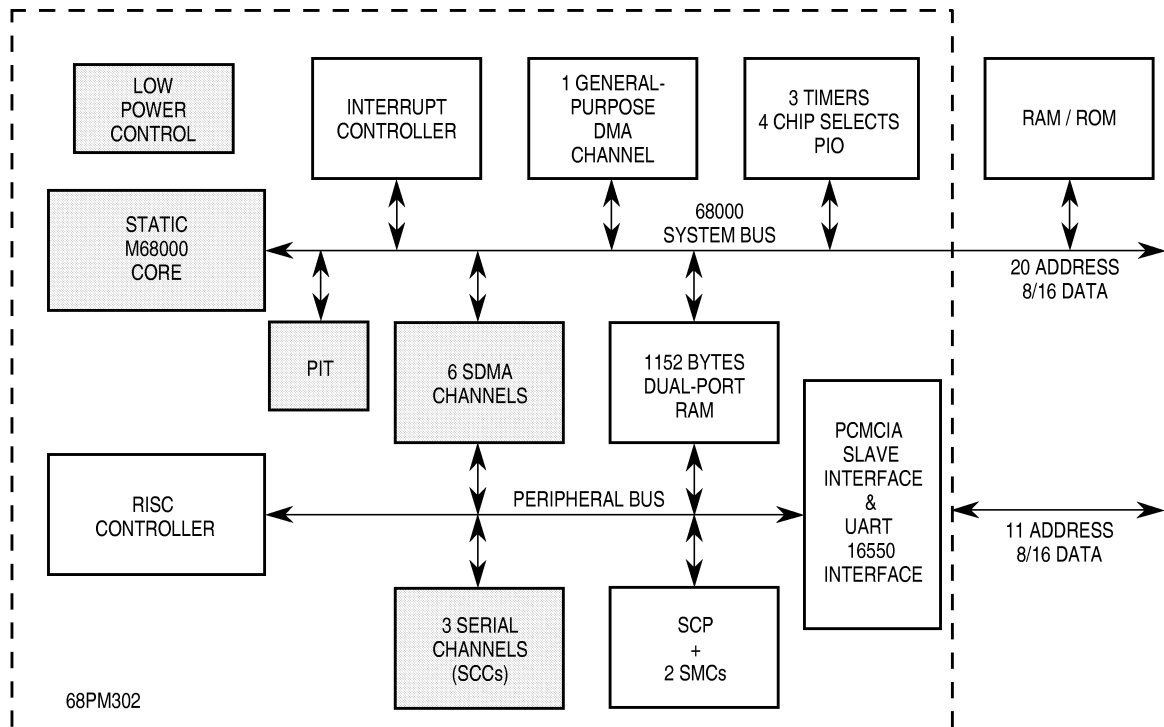 LOW
POWER
CONTROL
INTERRUPT
CONTROLLER
1 GENERAL-
PURPOSE
DMA
CHANNEL
3 TIMERS
4 CHIP SELECTS
PIO
RAM / ROM
STATIC
M68000
CORE
68000
SYSTEM BUS
20 ADDRESS
8/16 DATA
PIT
6 SDMA
CHANNELS
1152 BYTES
DUAL-PORT
RAM
PCMCIA
SLAVE
INTERFACE
&
UART
16550
INTERFACE
RISC
CONTROLLER
PERIPHERAL BUS
11 ADDRESS
8/16 DATA
3 SERIAL
CHANNELS
(SCCs)
SCP
+
2 SMCs
68PM302